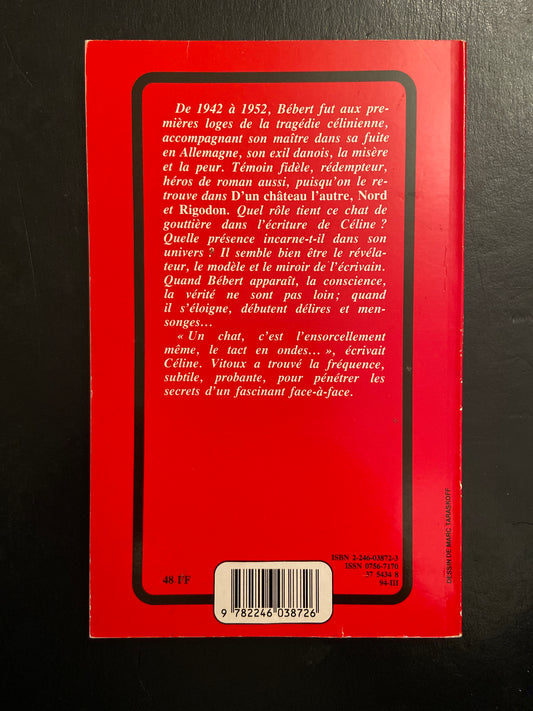 De 1942 à 1952, Bébert fut aux pre-
mières loges de la tragédie célinienne,
accompagnant son maître dans sa fuite
en Allemagne, son exil danois, la misère
et la peur. Témoin fidèle, rédempteur,
héros de roman aussi, puisqu'on le re-
trouve dans D'un château l'autre, Nord
et Rigodon. Quel rôle tient ce chat de
gouttière dans l'écriture de Céline ?
Quelle présence incarne-t-il dans son
univers ? Il semble bien être le révéla-
teur, le modèle et le miroir de l'écrivain.
Quand Bébert apparaît, la conscience,
la vérité ne sont pas loin ; quand
il s'éloigne, débutent délires et men-
songes...
« Un chat, c'est l'ensorcellement
même, le tact en ondes... », écrivait
Céline. Vitoux a trouvé la fréquence,
subtile, probante, pour pénétrer les
secrets d'un fascinant face-à-face.
DESSIN DE MARC TARASKOFF
ISBN 2-246-03872-3
ISSN 0756-7170
37 5434 8
94-III
48 FF
9 782246 038726